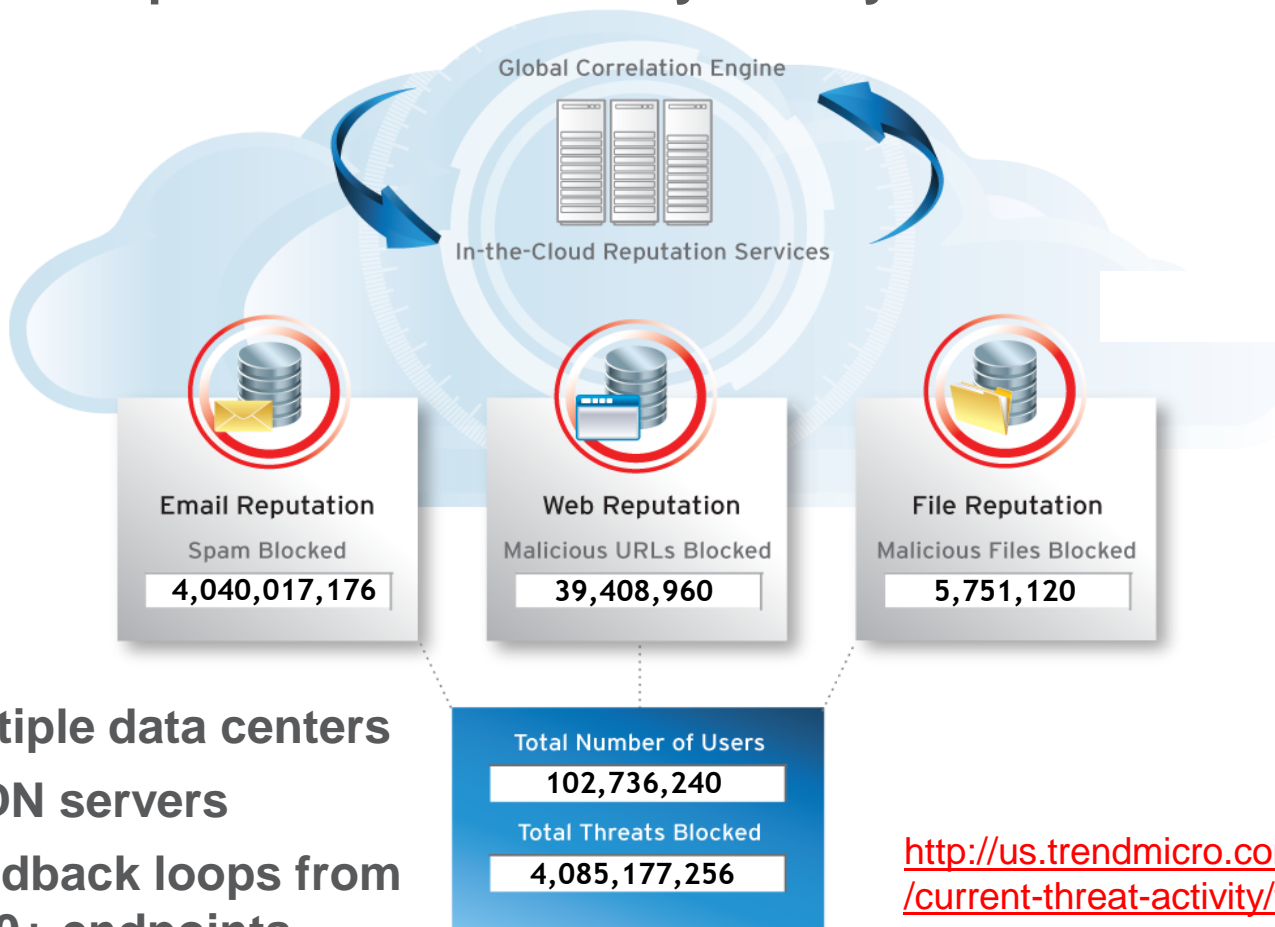 Global Correlation Engine
In-the-Cloud Reputation Services
Email Reputation
Spam Blocked
4,040,017,176
Web Reputation
Malicious URLs Blocked
39,408,960
File Reputation
Malicious Files Blocked
5,751,120
tiple data centers
DN servers
dback loops from
0+ endpoints
Total Number of Users
102,736,240
Total Threats Blocked
4,085,177,256
http://us.trendmicro.co
/current-threat-activity/